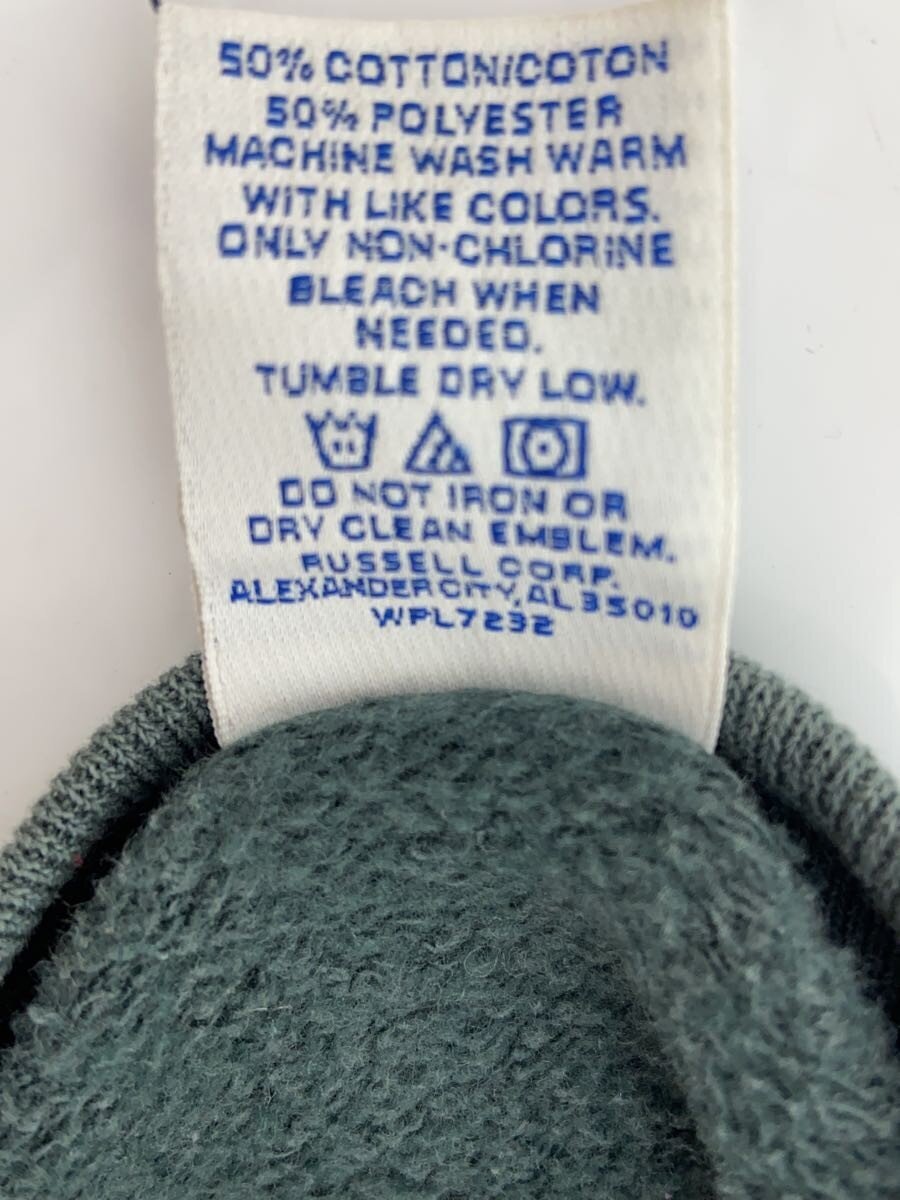 50% COTTON/COTON
50% POLYESTER
MACHINE WASH WARM
WITH LIKE COLORS.
ONLY NON-CHLORINE
BLEACH WHEN
NEEDED.
TUMBLE DRY LOW.
DO NOT IRON OR
DRY CLEAN EMBLEM.
RUSSELL CORP.
ALEXANDER CITY, AL 35010
WPL7232